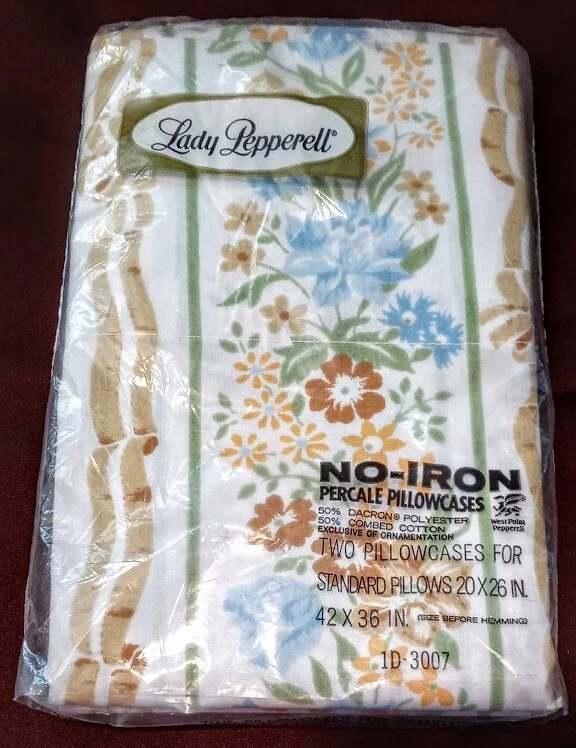 Lady Pepperell®
NO-IRON
PERCALE PILLOWCASES
50% DACRON® POLYESTER
50% COMBED COTTON
EXCLUSIVE OF ORNAMENTATION
West Point
Pepperell
TWO PILLOWCASES FOR
STANDARD PILLOWS 20 X 26 IN.
42 X 36 IN. (SIZE BEFORE HEMMING)
1D-3007